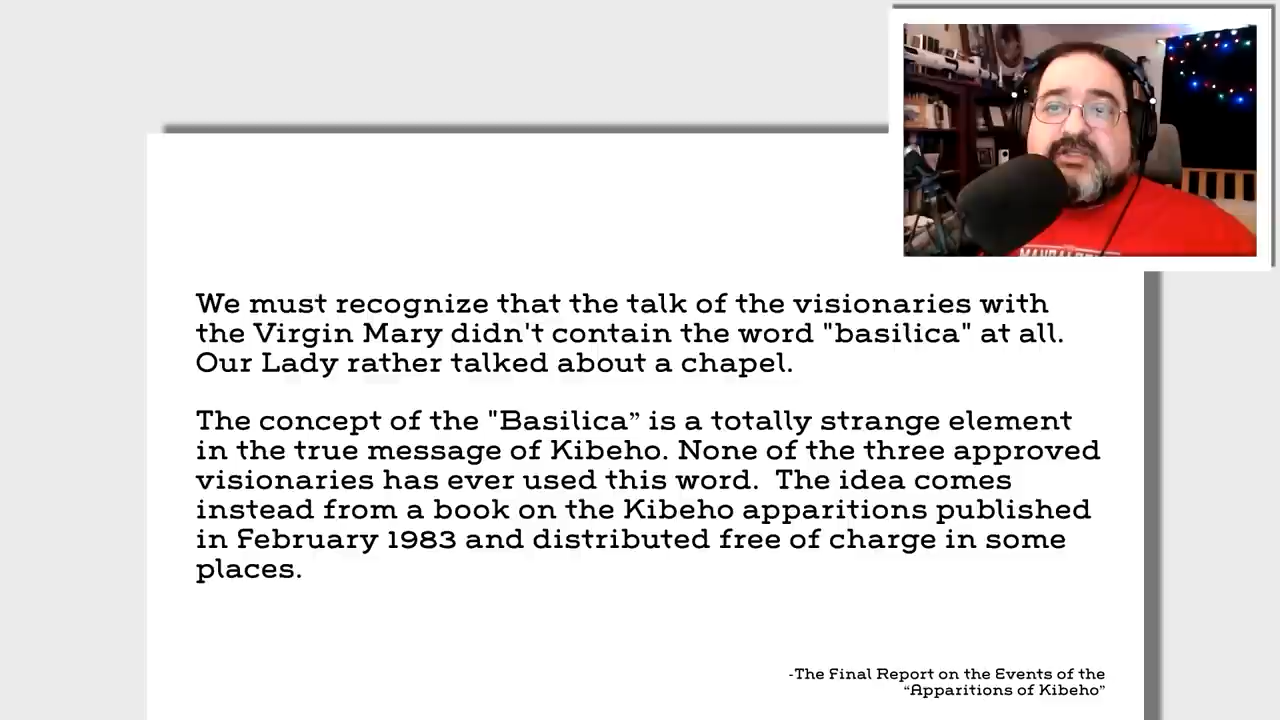 We must recognize that the talk of the visionaries with
the Virgin Mary didn't contain the word "basilica" at all.
Our Lady rather talked about a chapel.
The concept of the "Basilica” is a totally strange element
in the true message of Kibeho. None of the three approved
visionaries has ever used this word.  The idea comes
instead from a book on the Kibeho apparitions published
in February 1983 and distributed free of charge in some
places.
-The Final Report on the Events of the
“Apparitions of Kibeho”